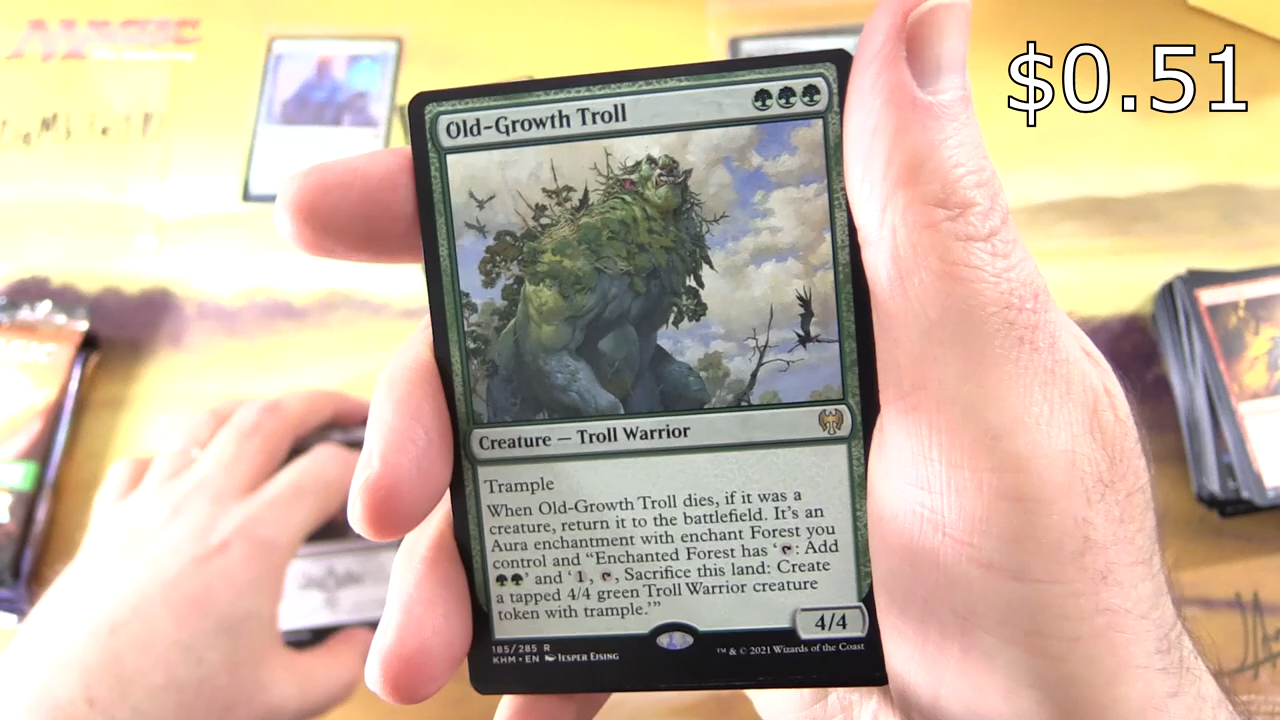 MAGIC
$0.51
Old-Growth Troll
Creature — Troll Warrior
Trample
When Old-Growth Troll dies, if it was a
creature, return it to the battlefield. It's an
Aura enchantment with enchant Forest you
control and "Enchanted Forest has ' : Add
' and '1, , Sacrifice this land: Create
a tapped 4/4 green Troll Warrior creature
token with trample.'"
4/4
185/285 R
KHM • EN Jesper Ejsing
™ & © 2021 Wizards of the Coast